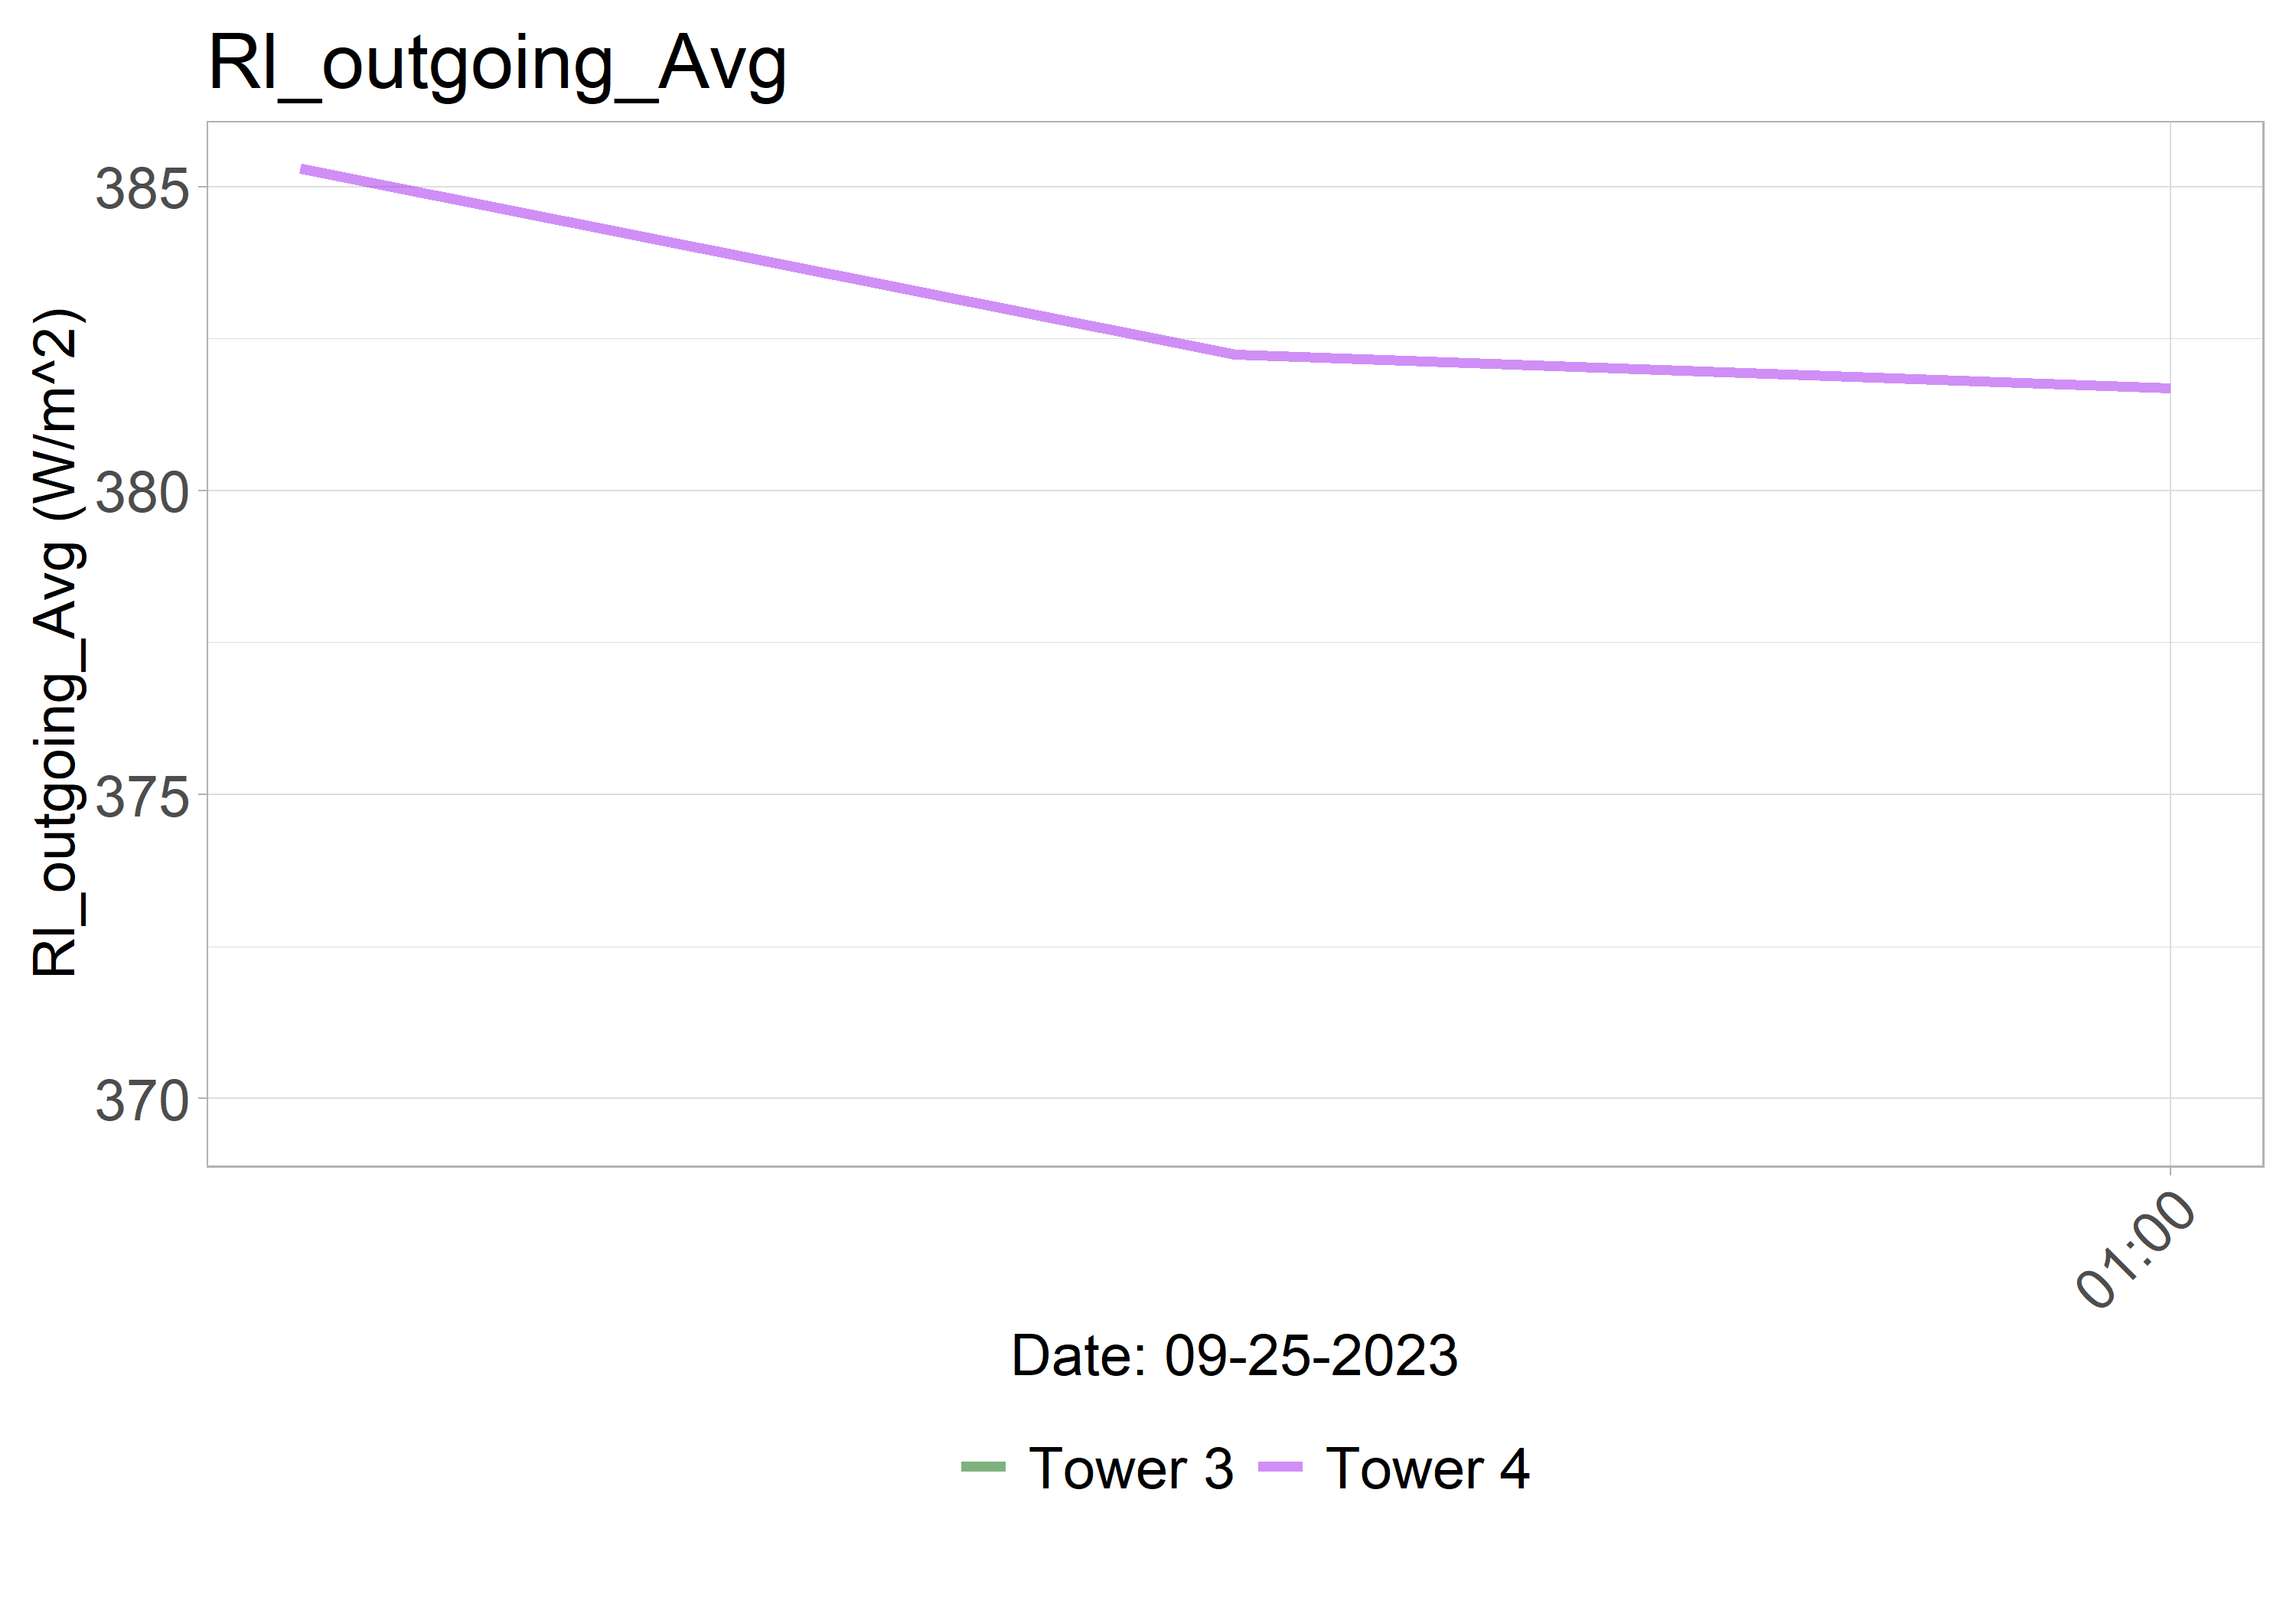 Rl_outgoing_Avg
Rl_outgoing_Avg (W/m^2)
385
380
375
370
01:00
Date: 09-25-2023
Tower 3 Tower 4